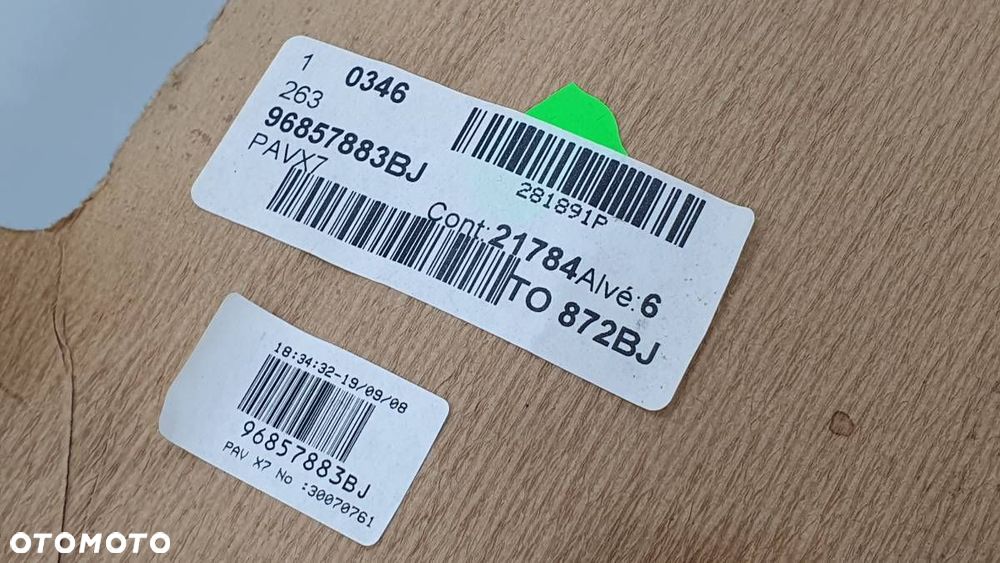 1 0346
263
96857883BJ
PAVX7
281891P
Cont:21784Alvé:6
TO 872BJ
18:34:32-19/09/08
96857883BJ
PAV X7 No :30070761
OTOMOTO